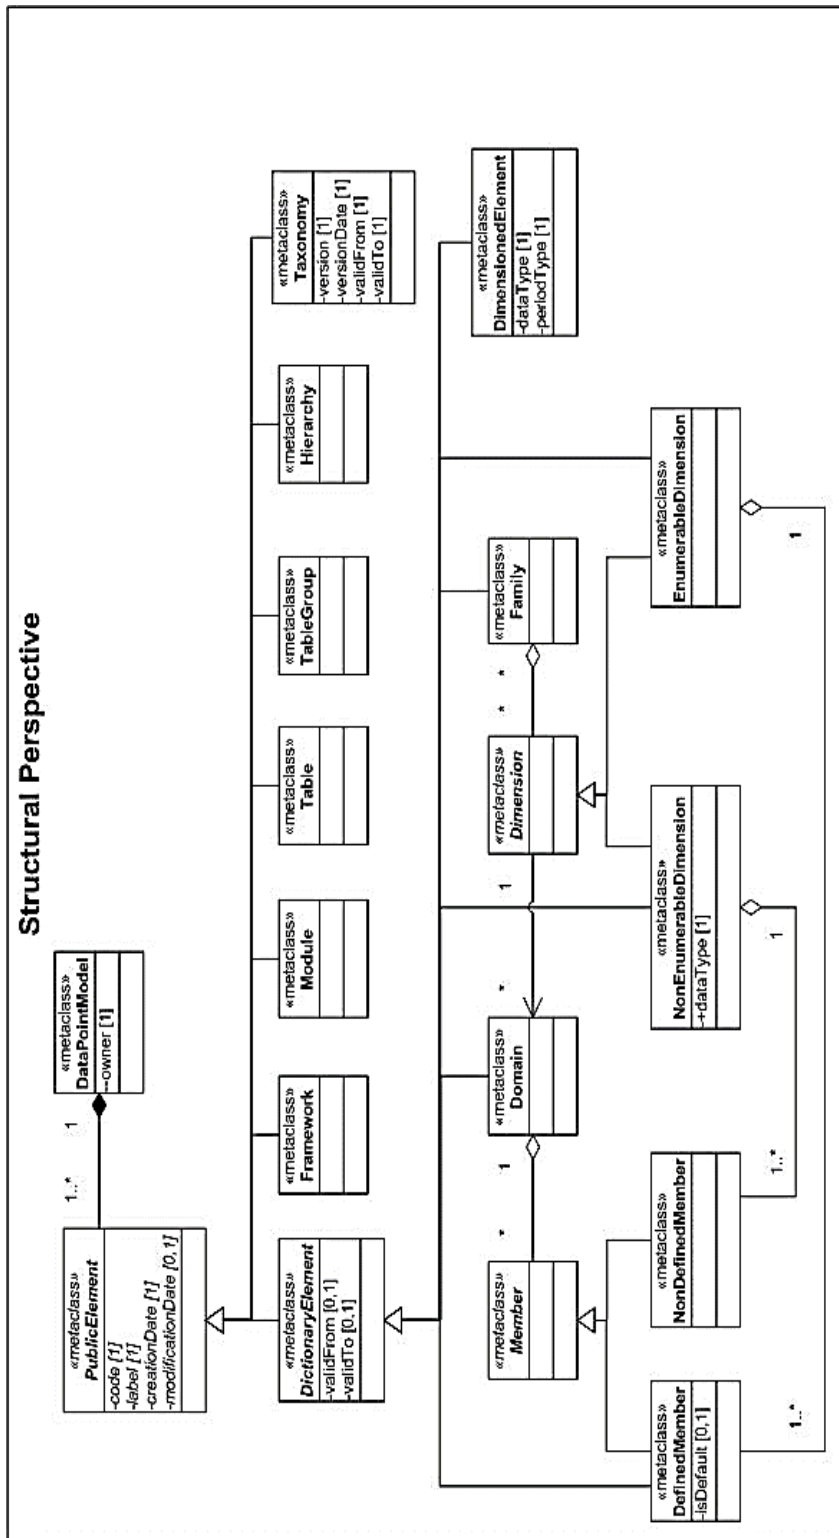 Structural Perspective
«metaclass»
PublicElement
-code [1]
-label [1]
-creationDate [1]
-modificationDate [0,1]
1..*
1
«metaclass»
DataPointModel
--owner [1]
«metaclass»
DictionaryElement
-validFrom [0,1]
-validTo [0,1]
«metaclass»
Framework
«metaclass»
Module
«metaclass»
Table
«metaclass»
TableGroup
«metaclass»
Hierarchy
«metaclass»
Taxonomy
-version [1]
-versionDate [1]
-validFrom [1]
-validTo [1]
«metaclass»
Member
*
1
«metaclass»
Domain
*
1
«metaclass»
Dimension
*
*
«metaclass»
Family
«metaclass»
DimensionedElement
-dataType [1]
-periodType [1]
«metaclass»
DefinedMember
-isDefault [0,1]
«metaclass»
NonDefinedMember
«metaclass»
NonEnumerableDimension
-+dataType [1]
«metaclass»
EnumerableDimension
1..*
1
1..*
1